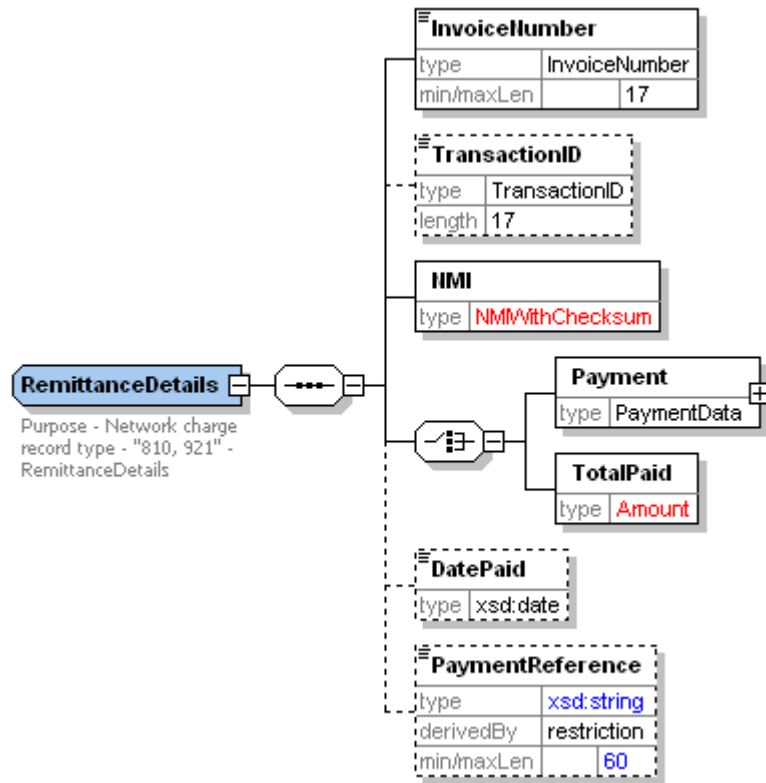 InvoiceNumber
type InvoiceNumber
min/maxLen 17
TransactionID
type TransactionID
length 17
NMI
type NMIWithChecksum
RemittanceDetails
Purpose - Network charge
record type - "810, 921" -
RemittanceDetails
Payment
type PaymentData
TotalPaid
type Amount
DatePaid
type xsd:date
PaymentReference
type xsd:string
derivedBy restriction
min/maxLen 60